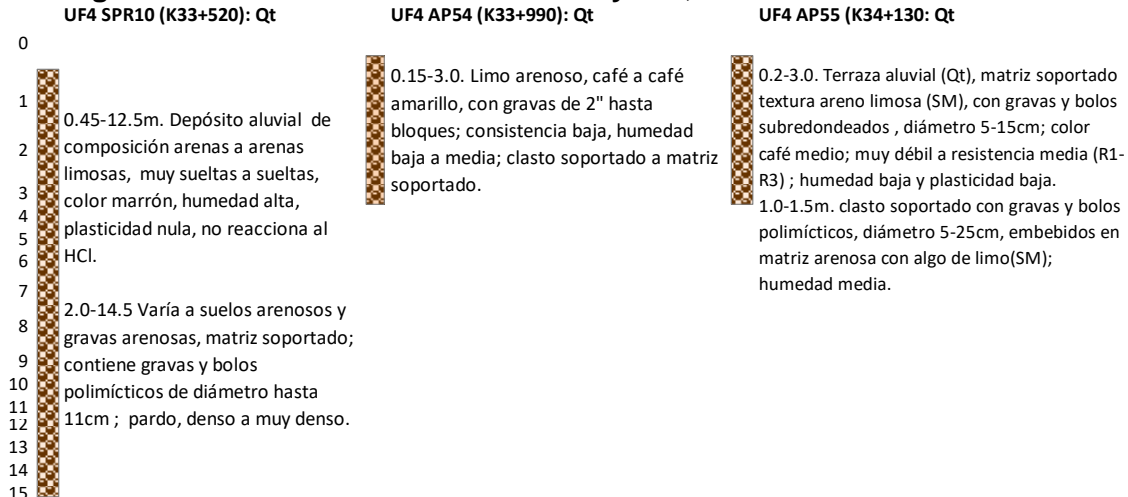 UF4 SPR10 (K33+520): Qt
0
1
2
3
4
5
6
7
8
9
10
11
12
13
14
15
0.45-12.5m. Depósito aluvial de
composición arenas a arenas
limosas, muy sueltas a sueltas,
color marrón, humedad alta,
plasticidad nula, no reacciona al
HCl.
2.0-14.5 Varía a suelos arenosos y
gravas arenosas, matriz soportado;
contiene gravas y bolos
polimícticos de diámetro hasta
11cm ; pardo, denso a muy denso.
UF4 AP54 (K33+990): Qt
0.15-3.0. Limo arenoso, café a café
amarillo, con gravas de 2" hasta
bloques; consistencia baja, humedad
baja a media; clasto soportado a matriz
soportado.
UF4 AP55 (K34+130: Qt
0.2-3.0. Terraza aluvial (Qt), matriz soportado
textura areno limosa (SM), con gravas y bolos
subredondeados , diámetro 5-15cm; color
café medio; muy débil a resistencia media (R1-
R3) ; humedad baja y plasticidad baja.
1.0-1.5m. clasto soportado con gravas y bolos
polimícticos, diámetro 5-25cm, embebidos en
matriz arenosa con algo de limo(SM);
humedad media.